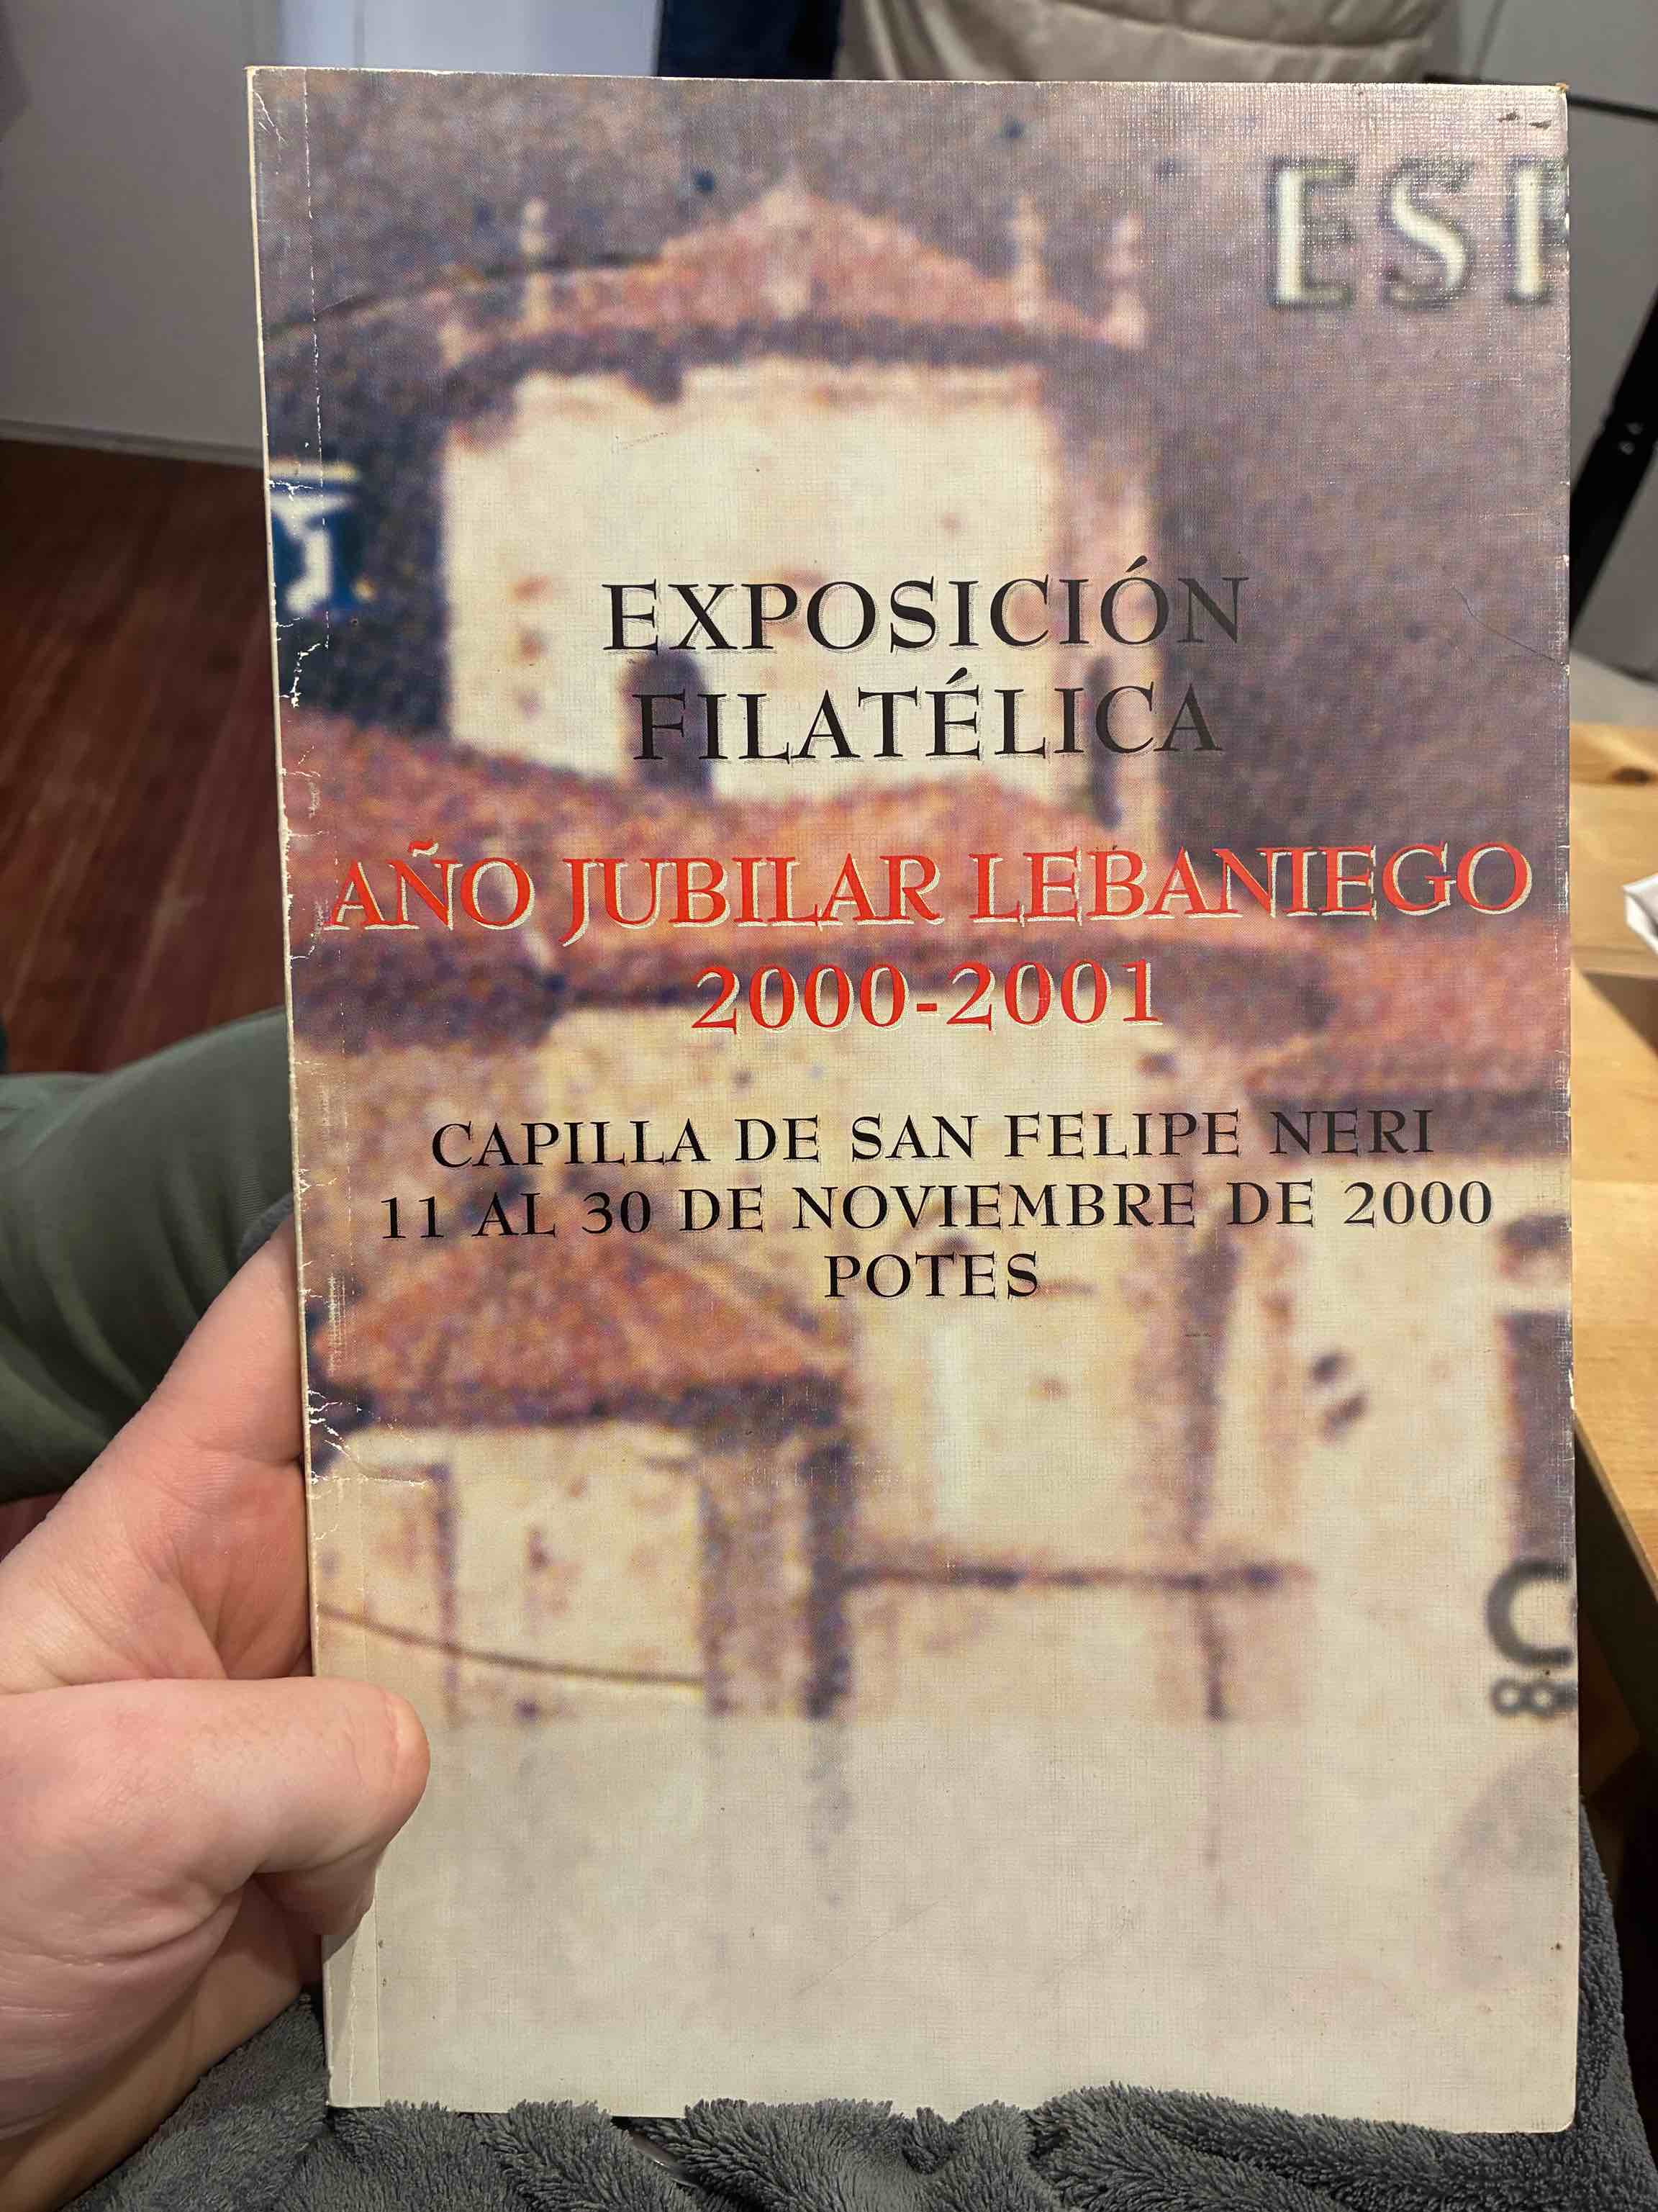 EXPOSICIÓN
FILATÉLICA
AÑO JUBILAR LEBANIEGO
2000-2001
CAPILLA DE SAN FELIPE NERI
11 AL 30 DE NOVIEMBRE DE 2000
POTES